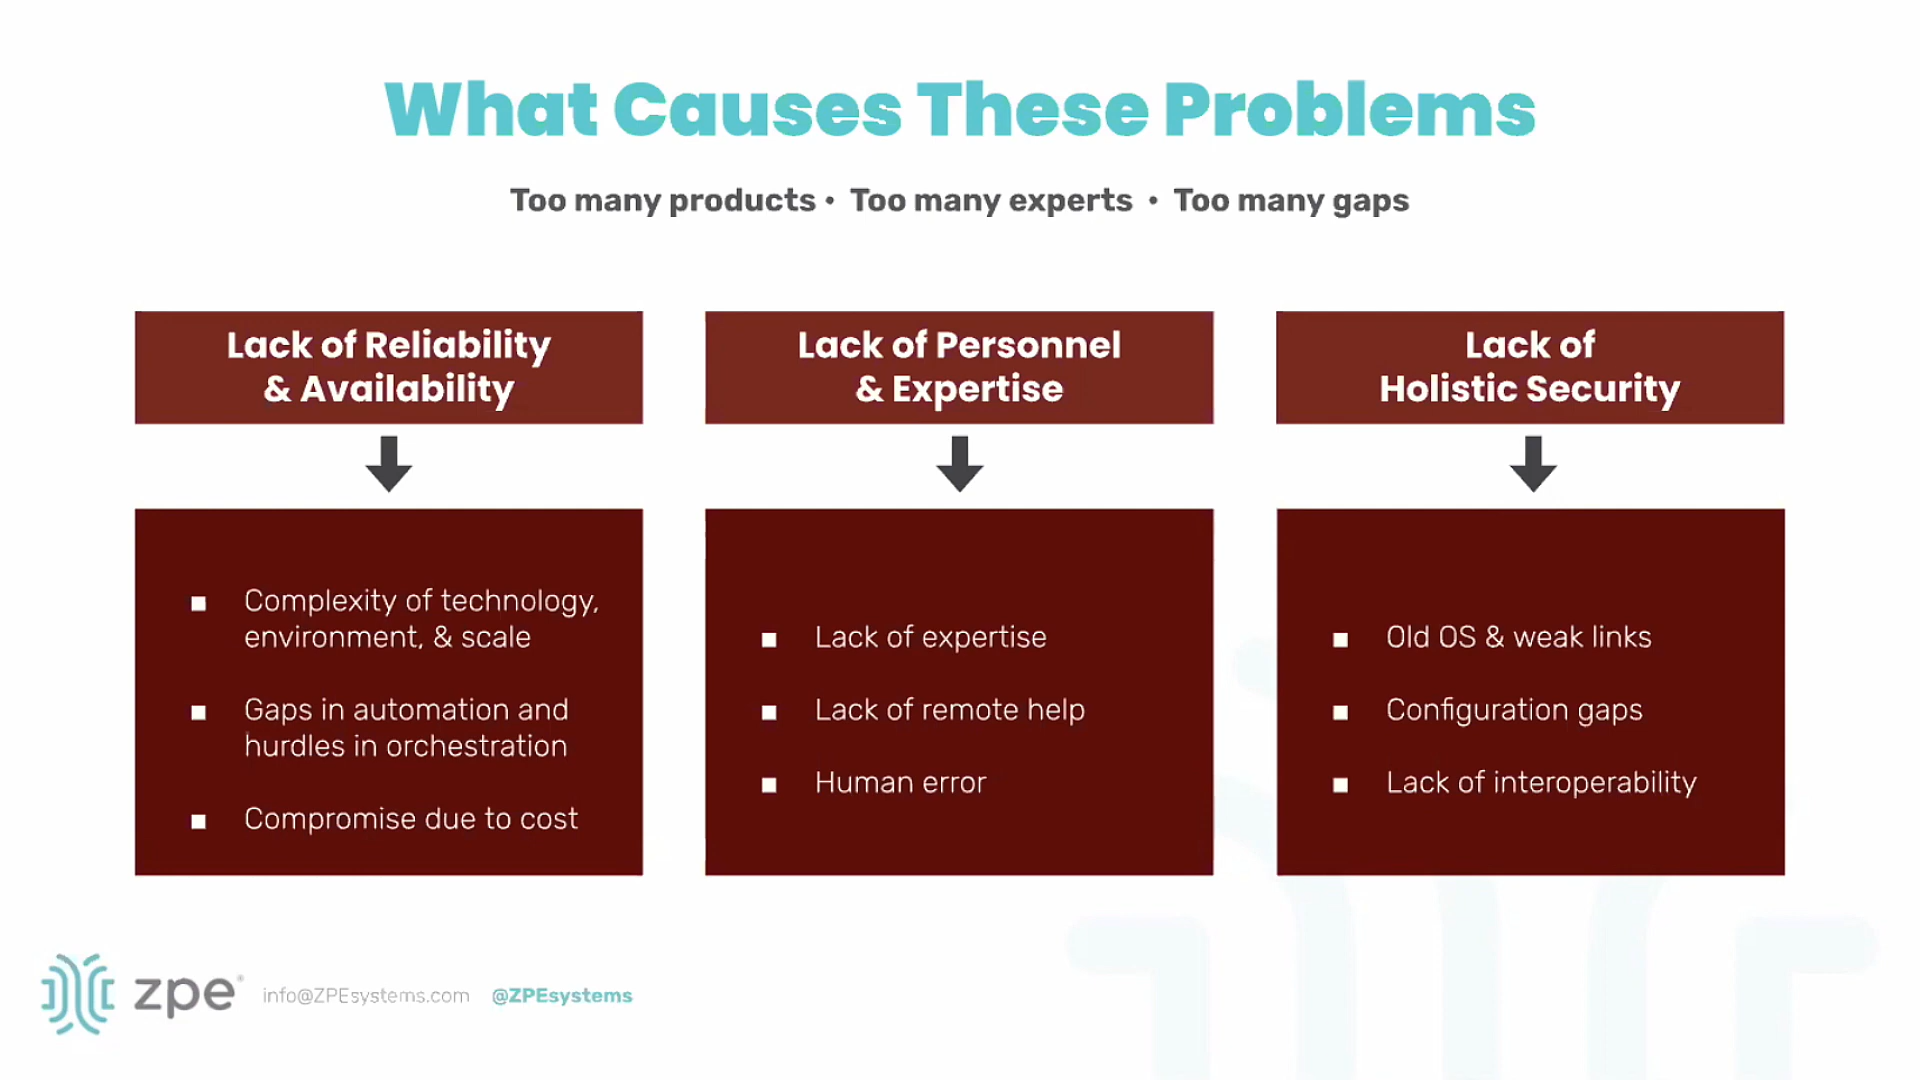 What Causes These Problems
Too many products • Too many experts • Too many gaps
Lack of Reliability
& Availability
Lack of Personnel
& Expertise
Lack of
Holistic Security
■ Complexity of technology,
environment, & scale
■ Gaps in automation and
hurdles in orchestration
■ Compromise due to cost
■ Lack of expertise
■ Lack of remote help
■ Human error
■ Old OS & weak links
■ Configuration gaps
■ Lack of interoperability
zpe® info@ZPEsystems.com @ZPEsystems